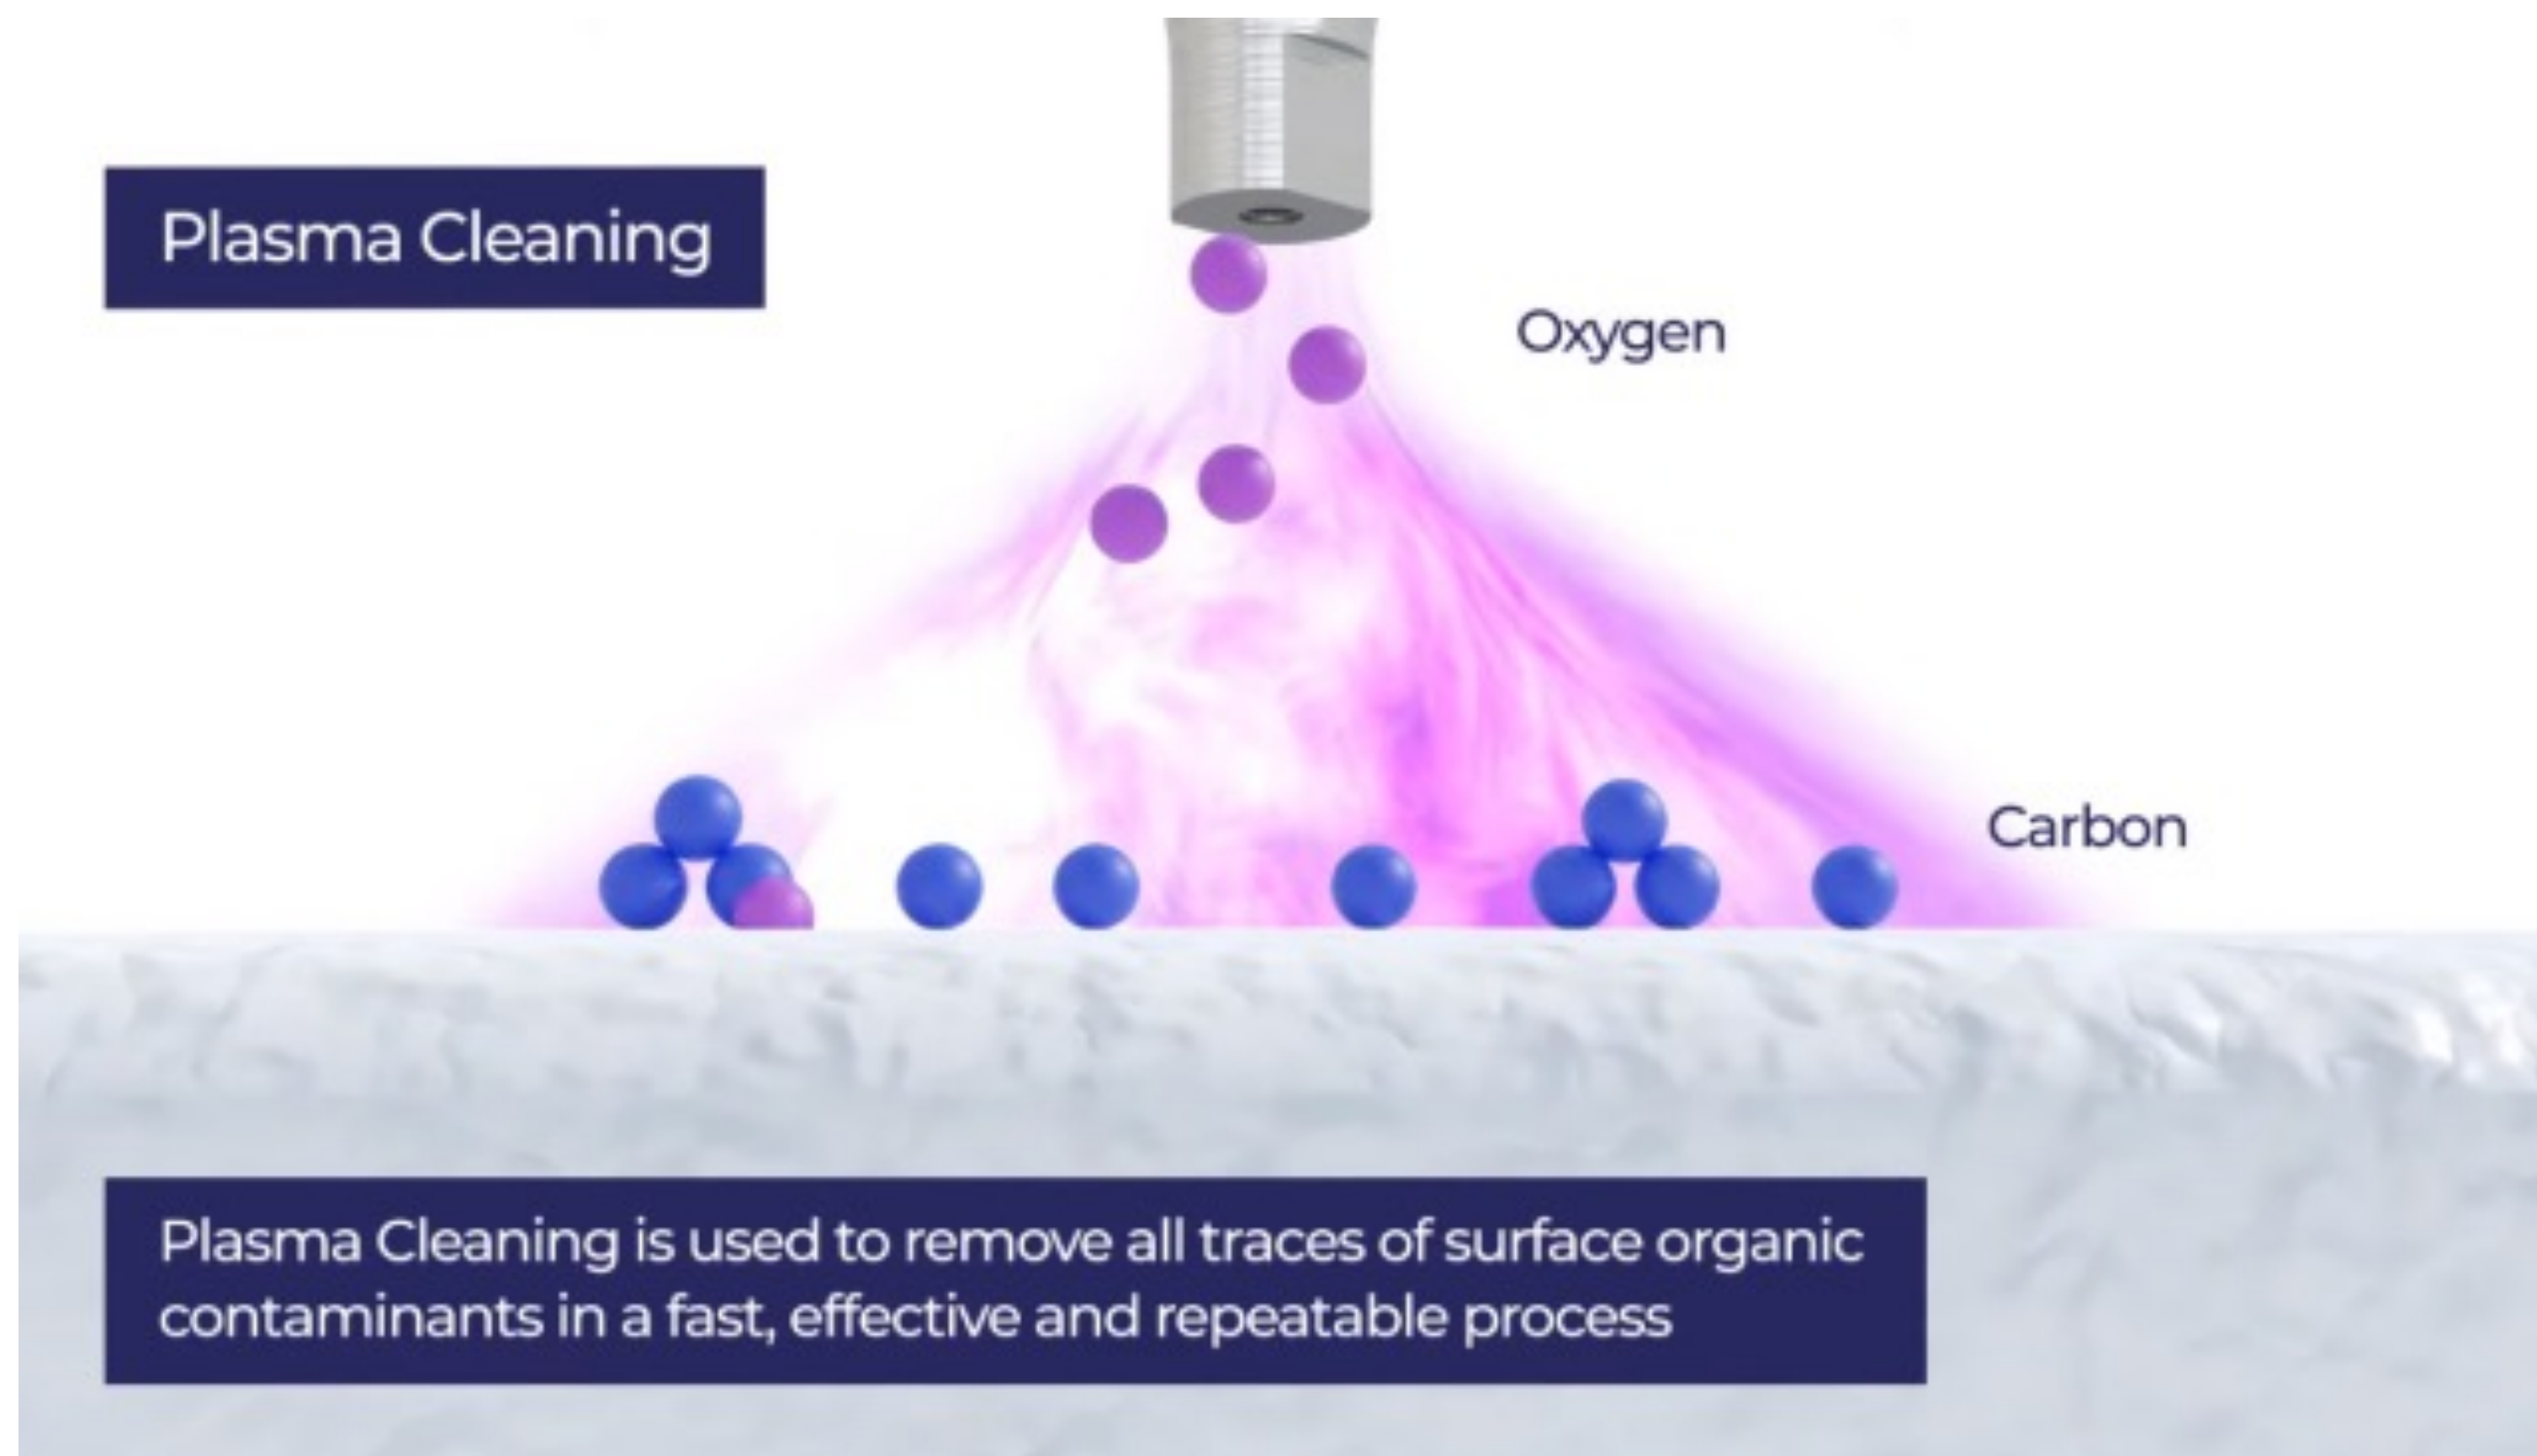 Plasma Cleaning
Oxygen
Carbon
Plasma Cleaning is used to remove all traces of surface organic
contaminants in a fast, effective and repeatable process